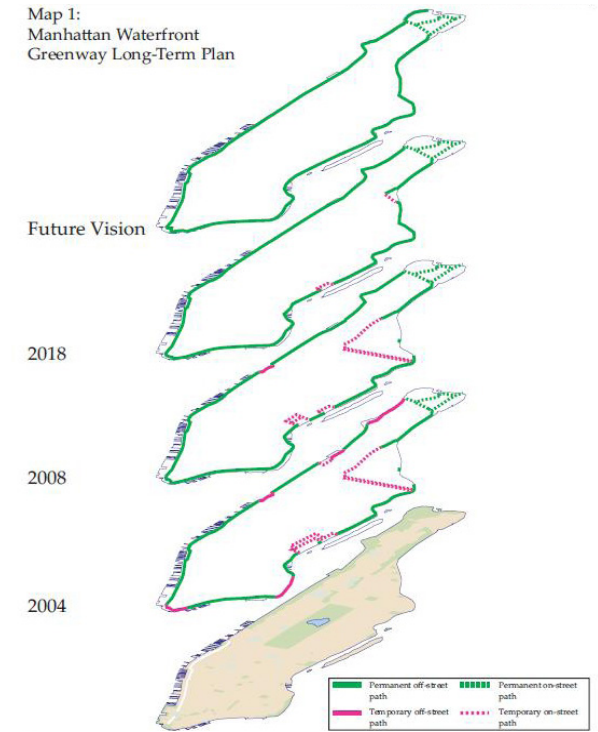 Map 1:
Manhattan Waterfront
Greenway Long-Term Plan
Future Vision
2018
2008
2004
Permanent off-street
path
Permanent on-street
path
Temporary off-street
path
Temporary on-street
path